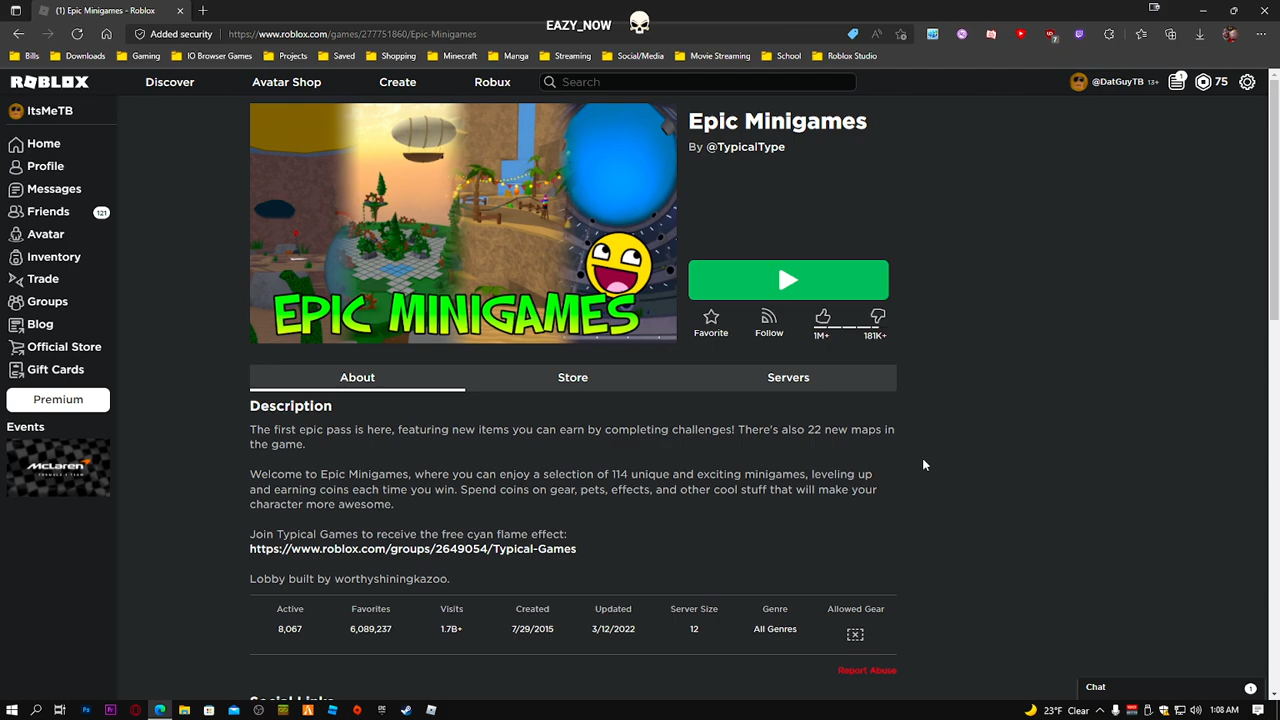 (1) Epic Minigames - Roblox
EAZY_NOW
Added security
https://www.roblox.com/games/277751860/Epic-Minigames
7
Bills
Downloads
Gaming
IO Browser Games
Projects
Saved
Shopping
Minecraft
Manga
Streaming
Social/Media
Movie Streaming
School
Roblox Studio
ROBLOX
Discover
Avatar Shop
Create
Robux
Search
@DatGuyTB 13+
1
75
ItsMeTB
Home
Profile
Messages
Friends 121
Avatar
Inventory
Trade
Groups
Blog
Official Store
Gift Cards
Premium
Events
McLaren
FORMULA 1 TEAM
EPIC MINIGAMES
Epic Minigames
By @TypicalType
Favorite
Follow
1M+
181K+
About
Store
Servers
Description
The first epic pass is here, featuring new items you can earn by completing challenges! There's also 22 new maps in
the game.
Welcome to Epic Minigames, where you can enjoy a selection of 114 unique and exciting minigames, leveling up
and earning coins each time you win. Spend coins on gear, pets, effects, and other cool stuff that will make your
character more awesome.
Join Typical Games to receive the free cyan flame effect:
https://www.roblox.com/groups/2649054/Typical-Games
Lobby built by worthyshiningkazoo.
Active Favorites Visits Created Updated Server Size Genre Allowed Gear
8,067 6,089,237 1.7B+ 7/29/2015 3/12/2022 12 All Genres
Report Abuse
Social Links
Chat 1
23°F Clear
1:08 AM